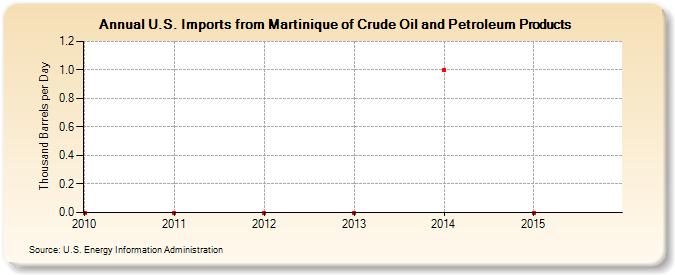 Annual U.S. Imports from Martinique of Crude Oil and Petroleum Products
Thousand Barrels per Day
1.2
1.0
0.8
0.6
0.4
0.2
0.0
2010 2011 2012 2013 2014 2015
Source: U.S. Energy Information Administration